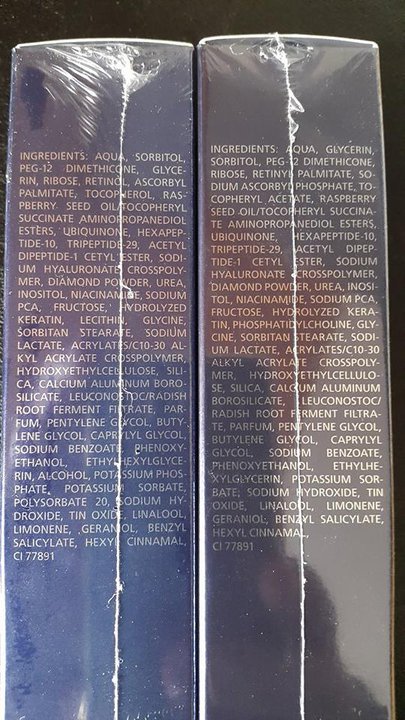 INGREDIENTS: AQUA, SORBITOL,
PEG-12 DIMETHICONE, GLYCE-
RIN, RIBOSE, RETINOL, ASCORBYL
PALMITATE, TOCOPHEROL, RAS-
PBERRY SEED OIL/TOCOPHERYL
SUCCINATE AMINOPROPANEDIOL
ESTERS, UBIQUINONE, HEXAPEP-
TIDE-10, TRIPEPTIDE-29, ACETYL
DIPEPTIDE-1 CETYL ESTER, SODI-
UM HYALURONATE CROSSPOLY-
MER, DIAMOND POWDER, UREA,
INOSITOL, NIACINAMIDE, SODIUM
PCA, FRUCTOSE, HYDROLYZED
KERATIN, LECITHIN, GLYCINE,
SORBITAN STEARATE, SODIUM
LACTATE, ACRYLATES/C10-30 AL-
KYL ACRYLATE CROSSPOLYMER,
HYDROXYETHYLCELLULOSE, SILI-
CA, CALCIUM ALUMINUM BORO-
SILICATE, LEUCONOSTOC/RADISH
ROOT FERMENT FILTRATE, PAR-
FUM, PENTYLENE GLYCOL, BUTY-
LENE GLYCOL, CAPRYLYL GLYCOL,
SODIUM BENZOATE, PHENOXY-
ETHANOL, ETHYLHEXYLGLYCE-
RIN, ALCOHOL, POTASSIUM PHOS-
PHATE, POTASSIUM SORBATE,
POLYSORBATE 20, SODIUM HY-
DROXIDE, TIN OXIDE, LINALOOL,
LIMONENE, GERANIOL, BENZYL
SALICYLATE, HEXYL CINNAMAL,
CI 77891
INGREDIENTS: AQUA, GLYCERIN,
SORBITOL, PEG-12 DIMETHICONE,
RIBOSE, RETINYL PALMITATE, SO-
DIUM ASCORBYL PHOSPHATE, TO-
COPHERYL ACETATE, RASPBERRY
SEED OIL/TOCOPHERYL SUCCINA-
TE AMINOPROPANEDIOL ESTERS,
UBIQUINONE, HEXAPEPTIDE-10,
TRIPEPTIDE-29, ACETYL DIPEP-
TIDE-1 CETYL ESTER, SODIUM
HYALURONATE CROSSPOLYMER,
DIAMOND POWDER, UREA, INOSI-
TOL, NIACINAMIDE, SODIUM PCA,
FRUCTOSE, HYDROLYZED KERA-
TIN, PHOSPHATIDYLCHOLINE, GLY-
CINE, SORBITAN STEARATE, SODI-
UM LACTATE, ACRYLATES/C10-30
ALKYL ACRYLATE CROSSPOLY-
MER, HYDROXYETHYLCELLULO-
SE, SILICA, CALCIUM ALUMINUM
BOROSILICATE, LEUCONOSTOC/
RADISH ROOT FERMENT FILTRA-
TE, PARFUM, PENTYLENE GLYCOL,
BUTYLENE GLYCOL, CAPRYLYL
GLYCOL, SODIUM BENZOATE,
PHENOXYETHANOL, ETHYLHE-
XYLGLYCERIN, POTASSIUM SOR-
BATE, SODIUM HYDROXIDE, TIN
OXIDE, LINALOOL, LIMONENE,
GERANIOL, BENZYL SALICYLATE,
HEXYL CINNAMAL,
CI 77891